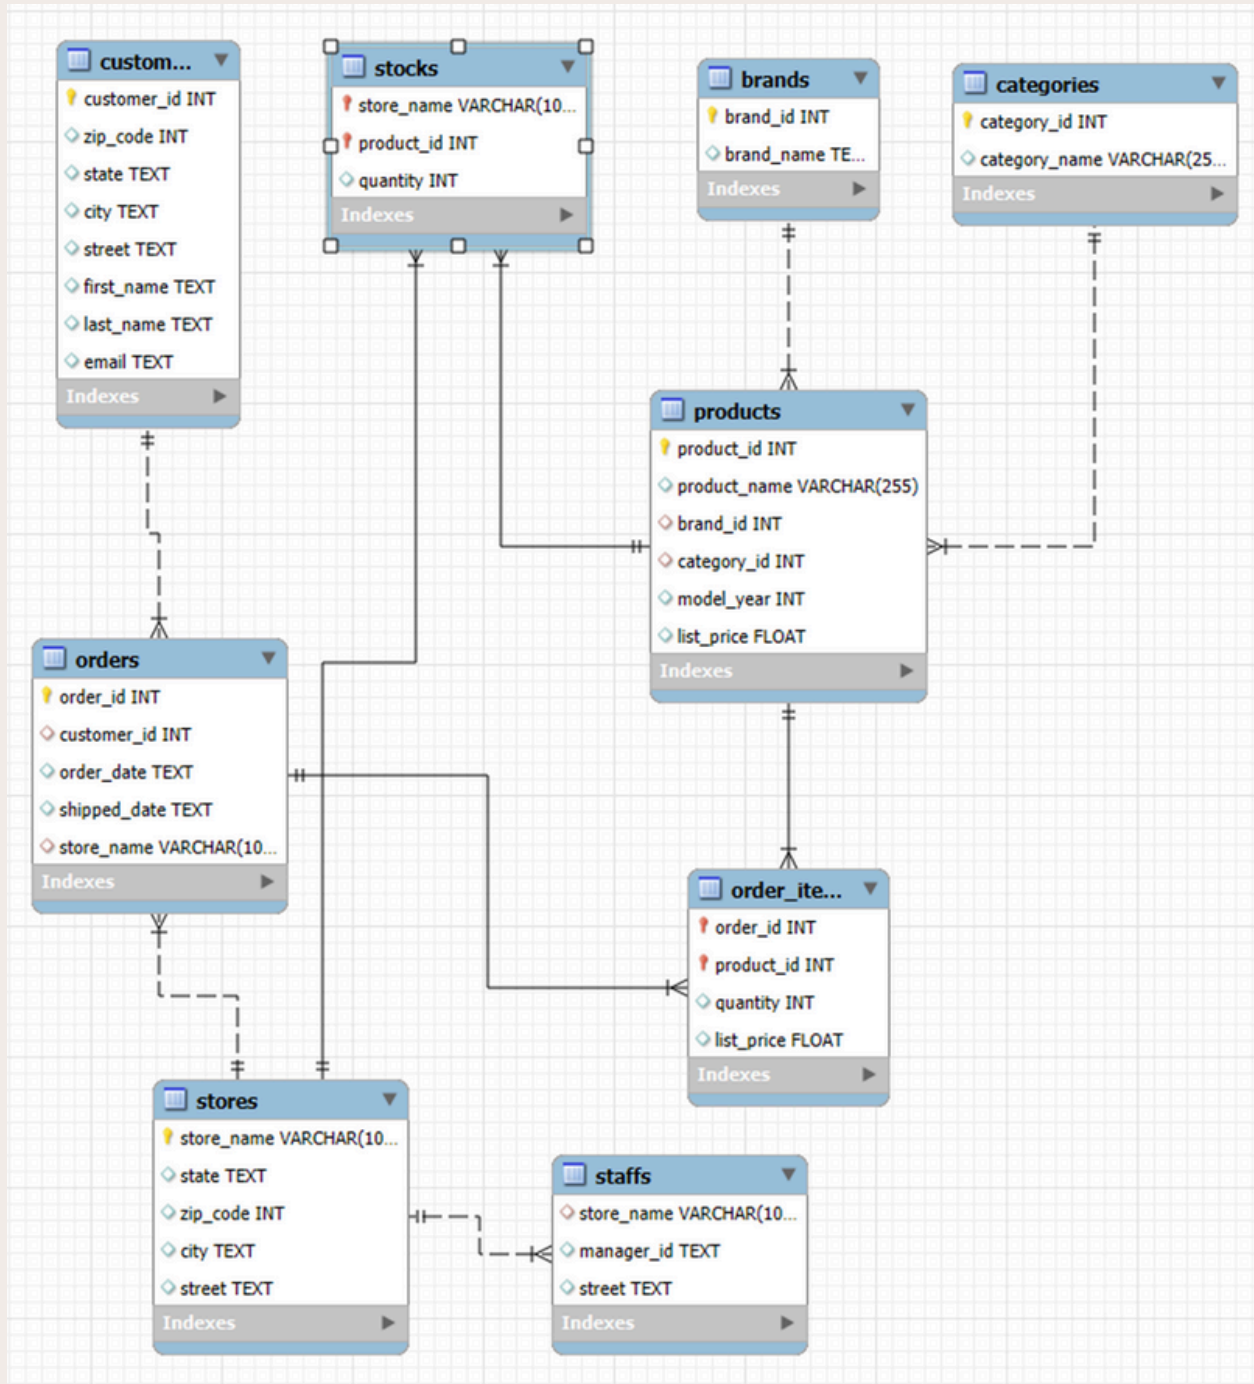 custom...
customer_id INT
zip_code INT
state TEXT
city TEXT
street TEXT
first_name TEXT
last_name TEXT
email TEXT
Indexes
stocks
store_name VARCHAR(10...
product_id INT
quantity INT
Indexes
brands
brand_id INT
brand_name TE...
Indexes
categories
category_id INT
category_name VARCHAR(25...
Indexes
products
product_id INT
product_name VARCHAR(255)
brand_id INT
category_id INT
model_year INT
list_price FLOAT
Indexes
orders
order_id INT
customer_id INT
order_date TEXT
shipped_date TEXT
store_name VARCHAR(10...
Indexes
order_ite...
order_id INT
product_id INT
quantity INT
list_price FLOAT
Indexes
stores
store_name VARCHAR(10...
state TEXT
zip_code INT
city TEXT
street TEXT
Indexes
staffs
store_name VARCHAR(10...
manager_id TEXT
street TEXT
Indexes